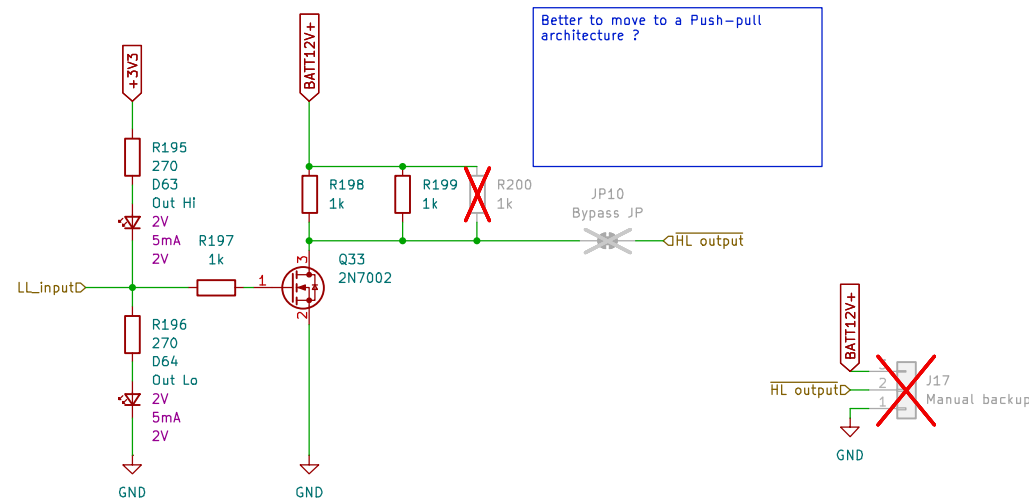 Better to move to a Push-pull
architecture ?
+3V3
BATT12V+
R195
270
D63
Out Hi
2V
5mA
2V
R198
1k
R199
1k
R200
1k
JP10
Bypass JP
HL output
R197
1k
3
Q33
2N7002
1
2
LL_input
R196
270
D64
Out Lo
2V
5mA
2V
GND
GND
BATT12V+
3
HL output
2
1
J17
Manual backup
GND